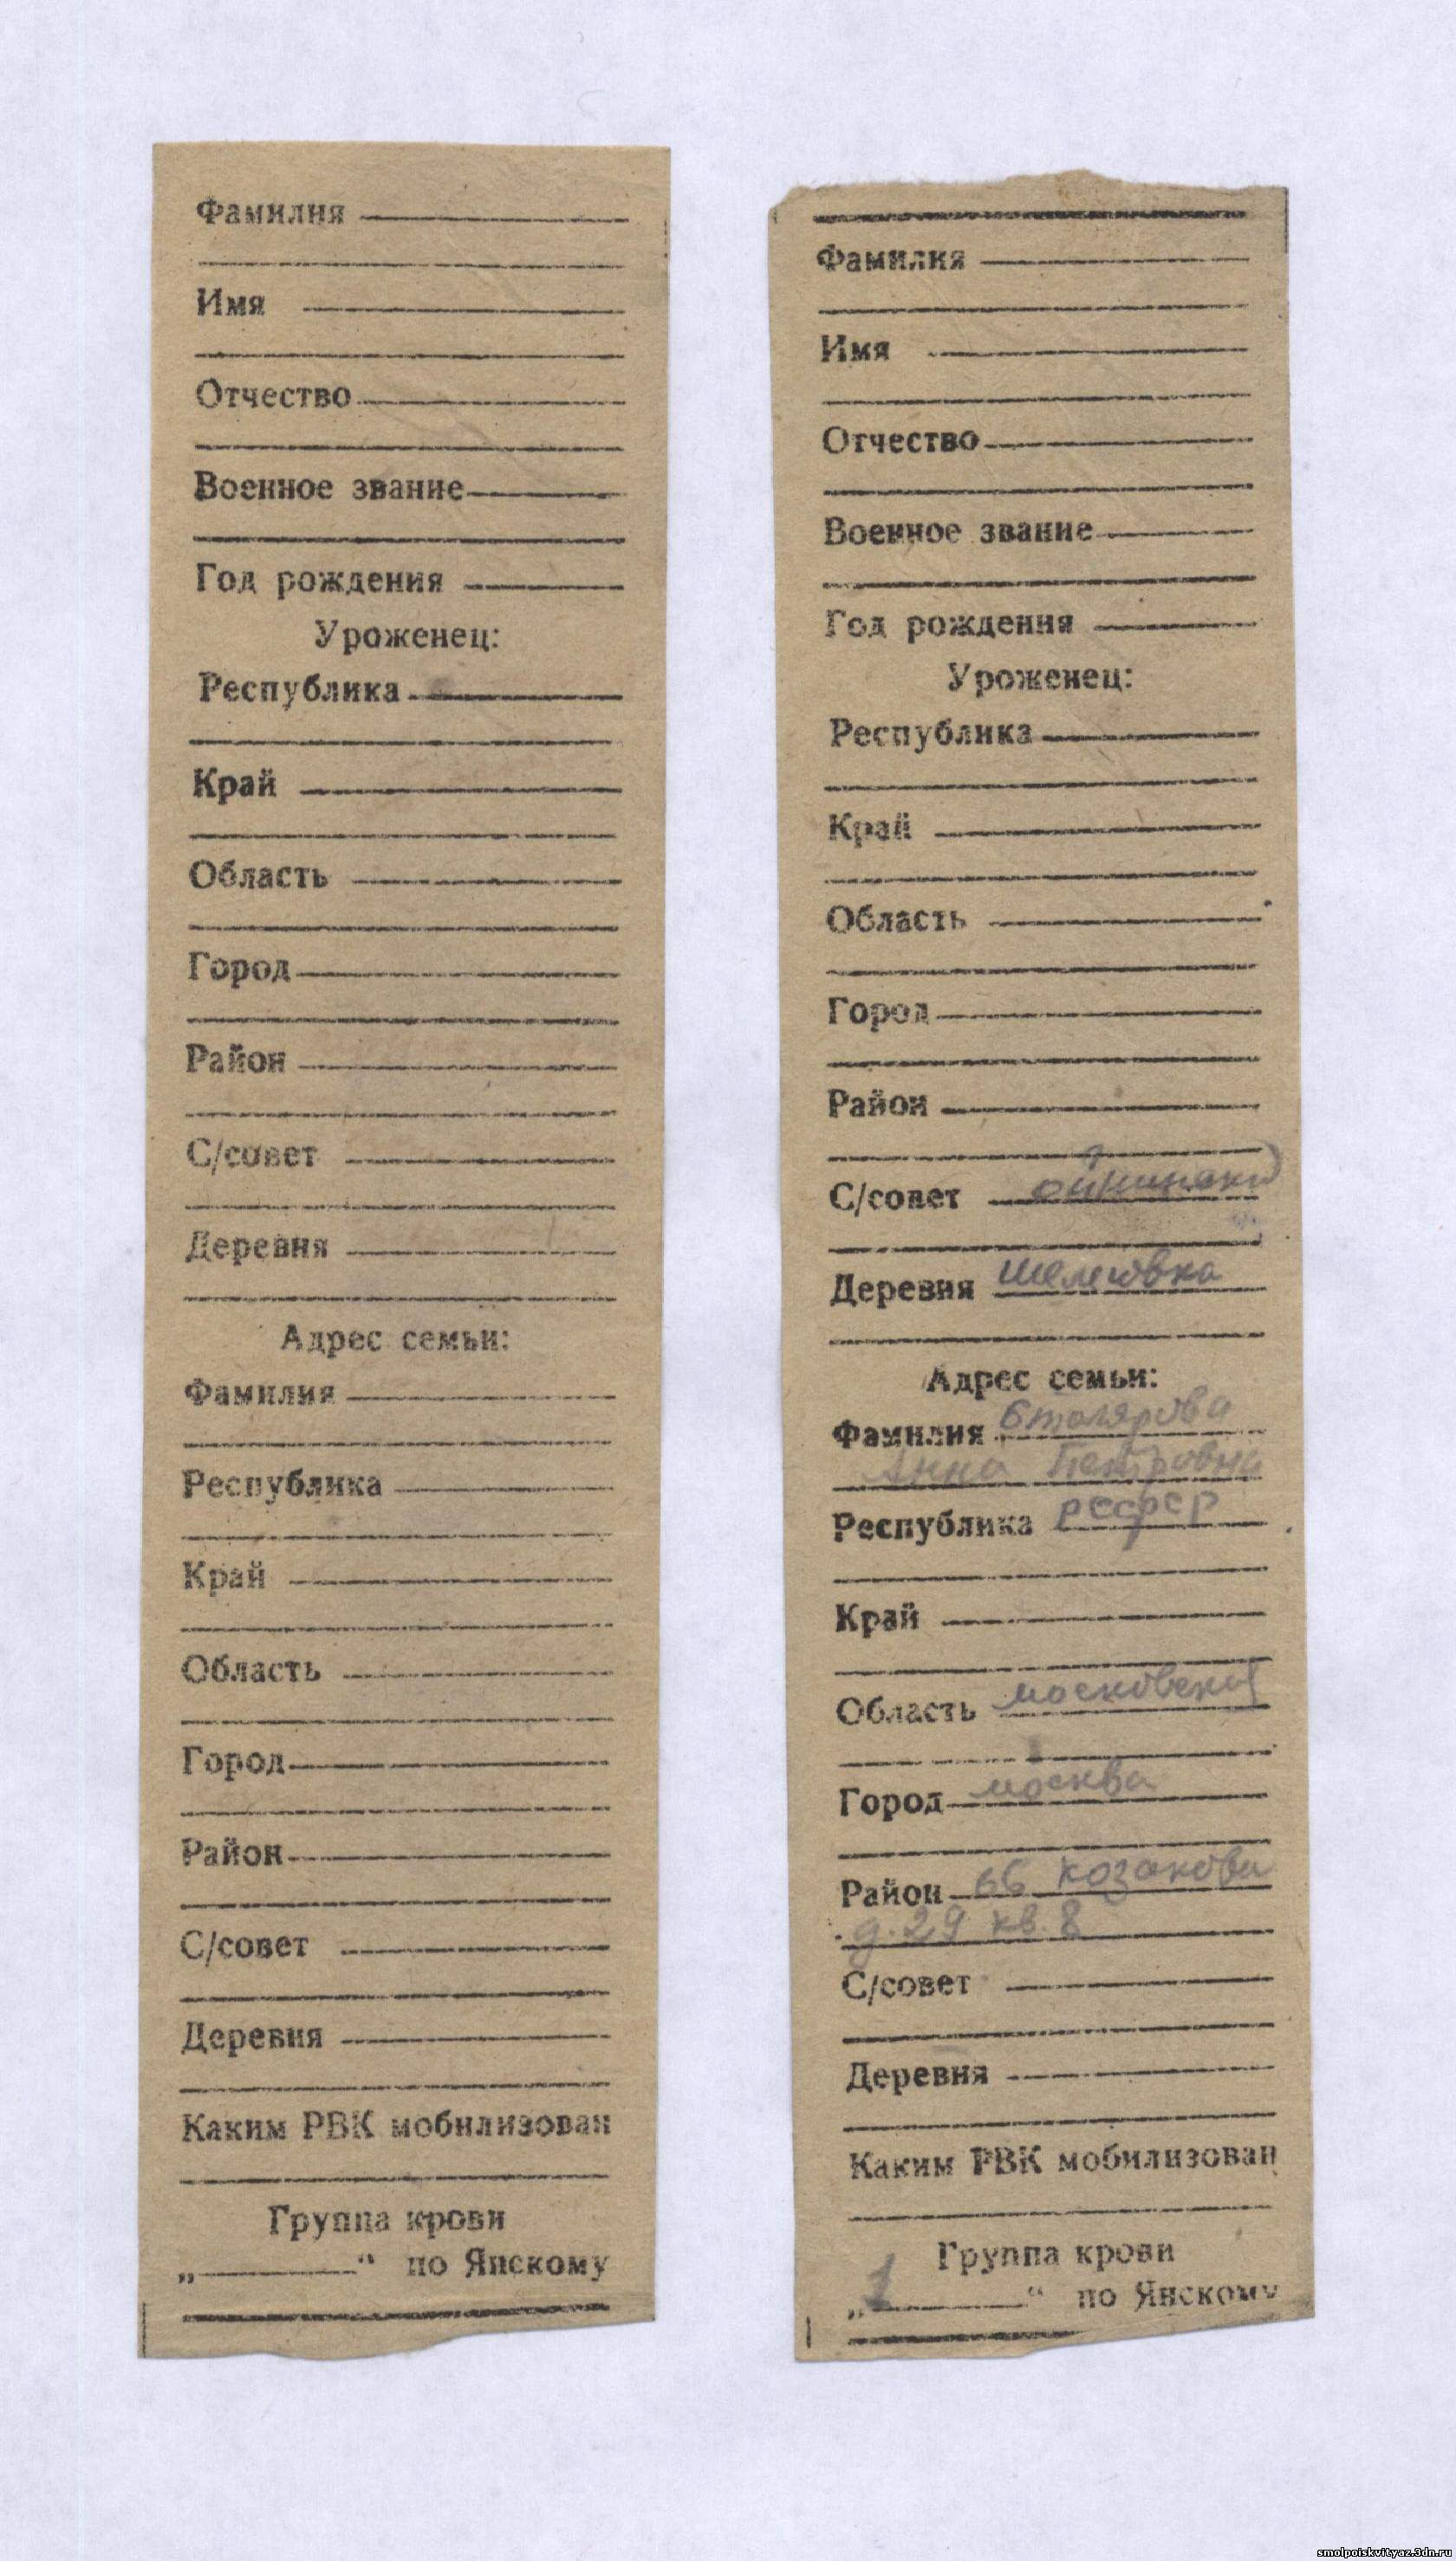 Фамилия
Имя
Отчество
Военное звание
Год рождения
Уроженец:
Республика
Край
Область
Город
Район
С/совет
Деревня
Адрес семьи:
Фамилия
Республика
Край
Область
Город
Район
С/совет
Деревня
Каким РВК мобилизован
Группа крови
„ “ по Янскому
Фамилия
Имя
Отчество
Военное звание
Год рождения
Уроженец:
Республика
Край
Область
Город
Район
С/совет
Деревня
Адрес семьи:
Фамилия Столярова
Анна Петровна
Республика РСФСР
Край
Область московская
Город москва
Район козакова
д. 29 кв. 8
С/совет
Деревня
Каким РВК мобилизован
Группа крови
„ 1 “ по Янскому
smolpoiskvityaz.3dn.ru